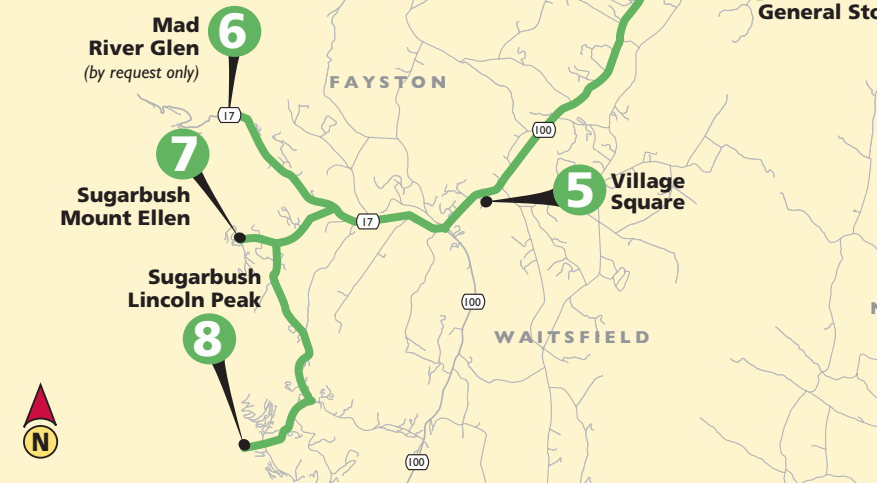 General
Mad
River Glen
(by request only)
6
FAYSTON
17
100
7
5
Village
Square
Sugarbush
Mount Ellen
17
Sugarbush
Lincoln Peak
100
8
WAITSFIELD
N
100